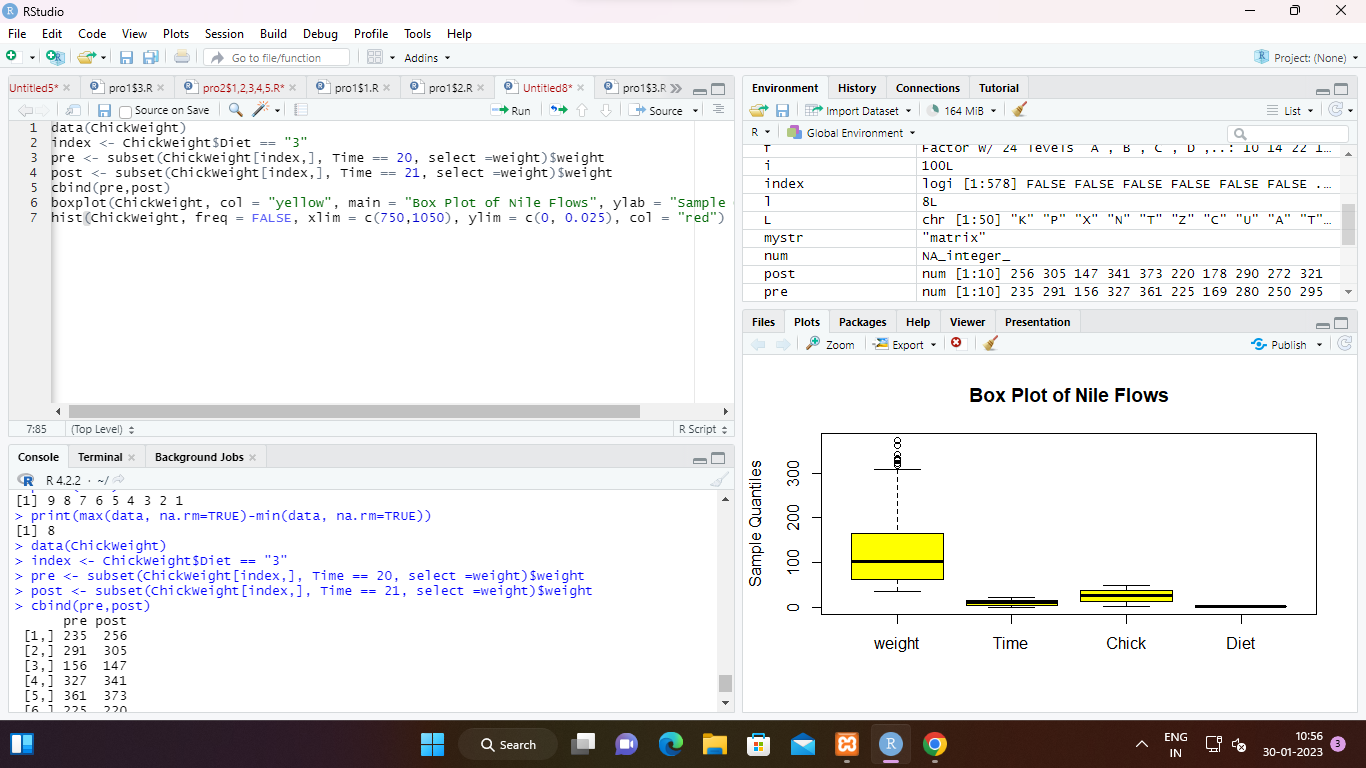 RStudio
File Edit Code View Plots Session Build Debug Profile Tools Help
Go to file/function Addins Project: (None)
Untitled5* pro1$3.R pro2$1,2,3,4,5.R* pro1$1.R pro1$2.R Untitled8* pro1$3.R
Source on Save Run Source
1 data(ChickWeight)
2 index <- ChickWeight$Diet == "3"
3 pre <- subset(ChickWeight[index,], Time == 20, select =weight)$weight
4 post <- subset(ChickWeight[index,], Time == 21, select =weight)$weight
5 cbind(pre,post)
6 boxplot(ChickWeight, col = "yellow", main = "Box Plot of Nile Flows", ylab = "Sample
7 hist(ChickWeight, freq = FALSE, xlim = c(750,1050), ylim = c(0, 0.025), col = "red")
7:85 (Top Level) R Script
Console Terminal Background Jobs
R 4.2.2 · ~/
[1] 9 8 7 6 5 4 3 2 1
> print(max(data, na.rm=TRUE)-min(data, na.rm=TRUE))
[1] 8
> data(ChickWeight)
> index <- ChickWeight$Diet == "3"
> pre <- subset(ChickWeight[index,], Time == 20, select =weight)$weight
> post <- subset(ChickWeight[index,], Time == 21, select =weight)$weight
> cbind(pre,post)
pre post
[1,] 235 256
[2,] 291 305
[3,] 156 147
[4,] 327 341
[5,] 361 373
[6,] 225 220
Environment History Connections Tutorial
Import Dataset 164 MiB List
R Global Environment
f Factor w/ 24 levels "A","B","C","D",..: 10 14 22 1...
i 100L
index logi [1:578] FALSE FALSE FALSE FALSE FALSE FALSE ...
l 8L
L chr [1:50] "K" "P" "X" "N" "T" "Z" "C" "U" "A" "T"...
mystr "matrix"
num NA_integer_
post num [1:10] 256 305 147 341 373 220 178 290 272 321
pre num [1:10] 235 291 156 327 361 225 169 280 250 295
Files Plots Packages Help Viewer Presentation
Zoom Export Publish
Box Plot of Nile Flows
Sample Quantiles
300
200
100
0
weight Time Chick Diet
Search
ENG
IN
10:56
30-01-2023
3